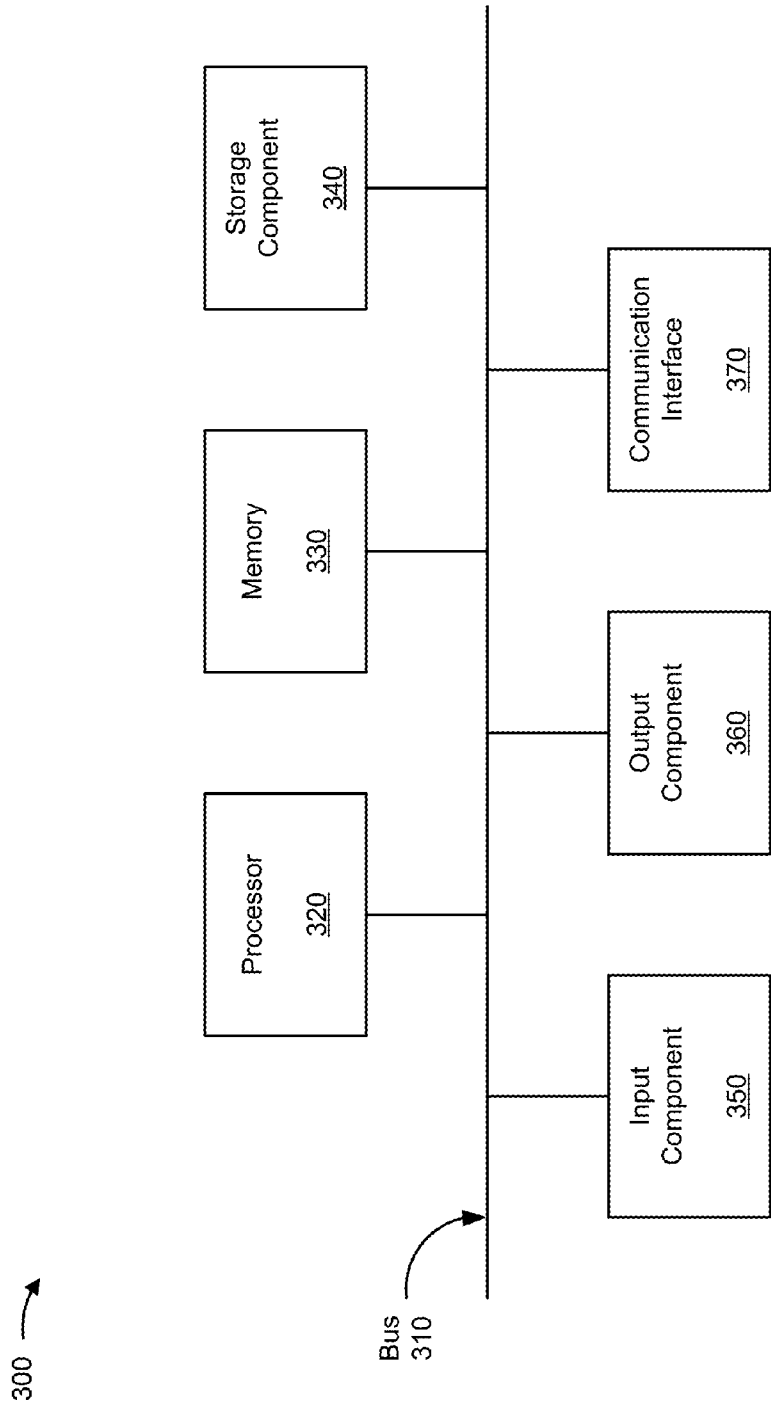 300
Bus
310
Processor
320
Memory
330
Storage
Component
340
Input
Component
350
Output
Component
360
Communication
Interface
370